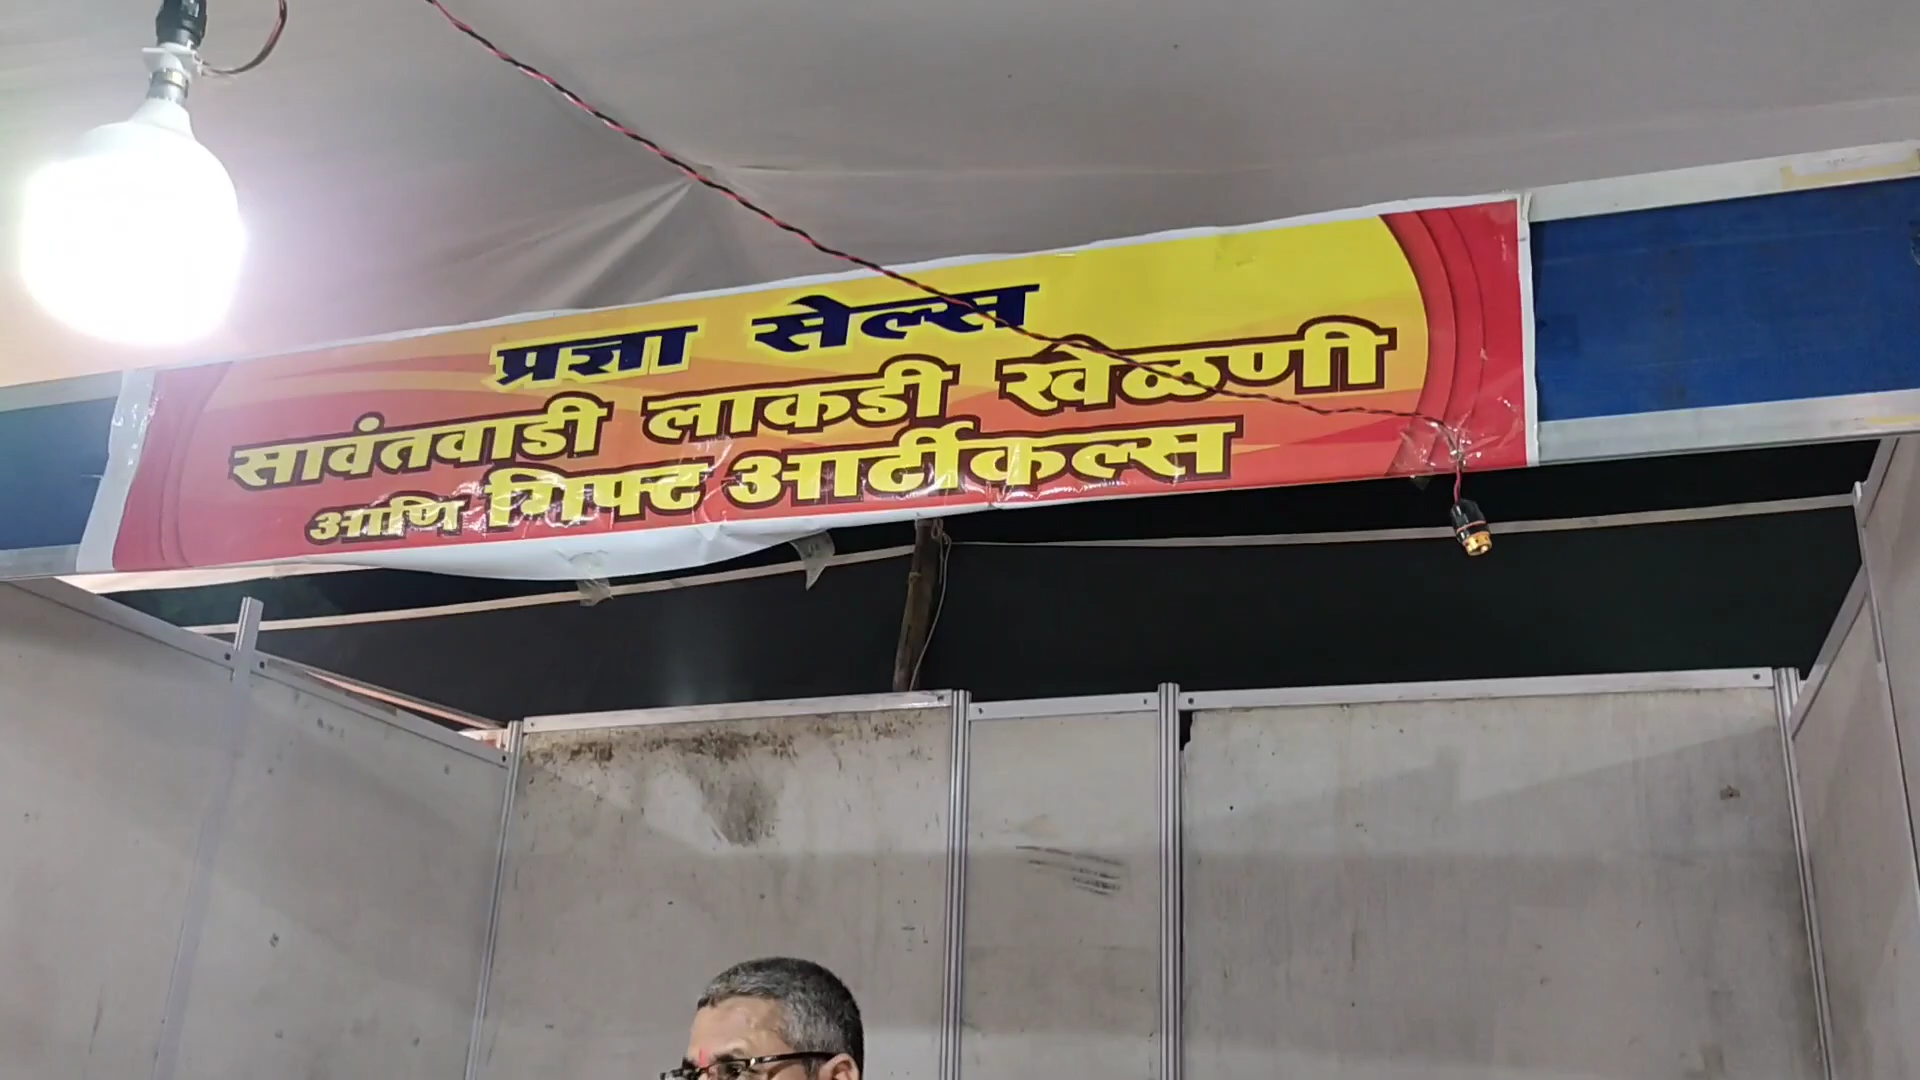 प्रज्ञा सेल्स
सावंतवाडी लाकडी खेळणी
आणि गिफ्ट आर्टीकल्स